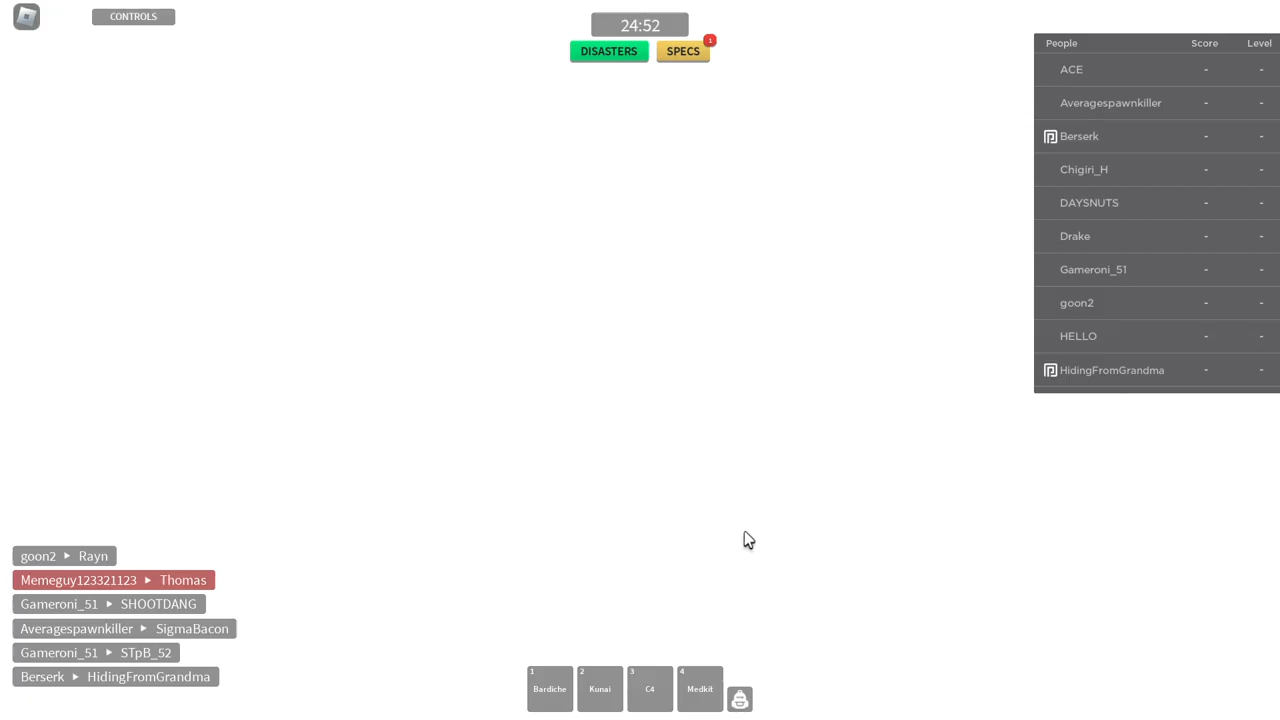 CONTROLS
24:52
DISASTERS
SPECS
1
People Score Level
ACE - -
Averagespawnkiller - -
Berserk - -
Chigiri_H - -
DAYSNUTS - -
Drake - -
Gameroni_51 - -
goon2 - -
HELLO - -
HidingFromGrandma - -
goon2 ▸ Rayn
Memeguy123321123 ▸ Thomas
Gameroni_51 ▸ SHOOTDANG
Averagespawnkiller ▸ SigmaBacon
Gameroni_51 ▸ STpB_52
Berserk ▸ HidingFromGrandma
1 Bardiche
2 Kunai
3 C4
4 Medkit